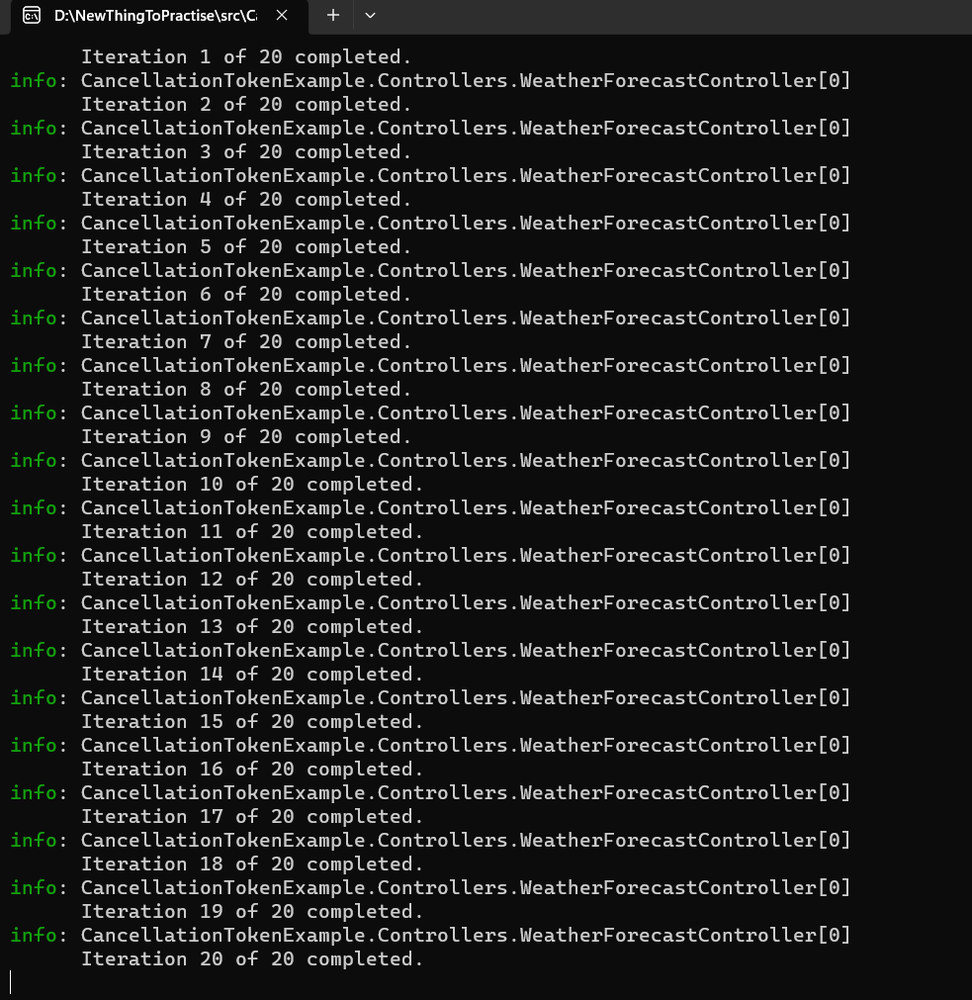 D:\NewThingToPractise\src\C
Iteration 1 of 20 completed.
info: CancellationTokenExample.Controllers.WeatherForecastController[0]
Iteration 2 of 20 completed.
info: CancellationTokenExample.Controllers.WeatherForecastController[0]
Iteration 3 of 20 completed.
info: CancellationTokenExample.Controllers.WeatherForecastController[0]
Iteration 4 of 20 completed.
info: CancellationTokenExample.Controllers.WeatherForecastController[0]
Iteration 5 of 20 completed.
info: CancellationTokenExample.Controllers.WeatherForecastController[0]
Iteration 6 of 20 completed.
info: CancellationTokenExample.Controllers.WeatherForecastController[0]
Iteration 7 of 20 completed.
info: CancellationTokenExample.Controllers.WeatherForecastController[0]
Iteration 8 of 20 completed.
info: CancellationTokenExample.Controllers.WeatherForecastController[0]
Iteration 9 of 20 completed.
info: CancellationTokenExample.Controllers.WeatherForecastController[0]
Iteration 10 of 20 completed.
info: CancellationTokenExample.Controllers.WeatherForecastController[0]
Iteration 11 of 20 completed.
info: CancellationTokenExample.Controllers.WeatherForecastController[0]
Iteration 12 of 20 completed.
info: CancellationTokenExample.Controllers.WeatherForecastController[0]
Iteration 13 of 20 completed.
info: CancellationTokenExample.Controllers.WeatherForecastController[0]
Iteration 14 of 20 completed.
info: CancellationTokenExample.Controllers.WeatherForecastController[0]
Iteration 15 of 20 completed.
info: CancellationTokenExample.Controllers.WeatherForecastController[0]
Iteration 16 of 20 completed.
info: CancellationTokenExample.Controllers.WeatherForecastController[0]
Iteration 17 of 20 completed.
info: CancellationTokenExample.Controllers.WeatherForecastController[0]
Iteration 18 of 20 completed.
info: CancellationTokenExample.Controllers.WeatherForecastController[0]
Iteration 19 of 20 completed.
info: CancellationTokenExample.Controllers.WeatherForecastController[0]
Iteration 20 of 20 completed.